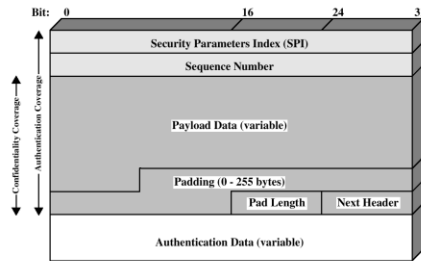 Bit: 0 16 24 3
Security Parameters Index (SPI)
Sequence Number
Payload Data (variable)
Padding (0 - 255 bytes)
Pad Length Next Header
Authentication Data (variable)
Confidentiality Coverage
Authentication Coverage